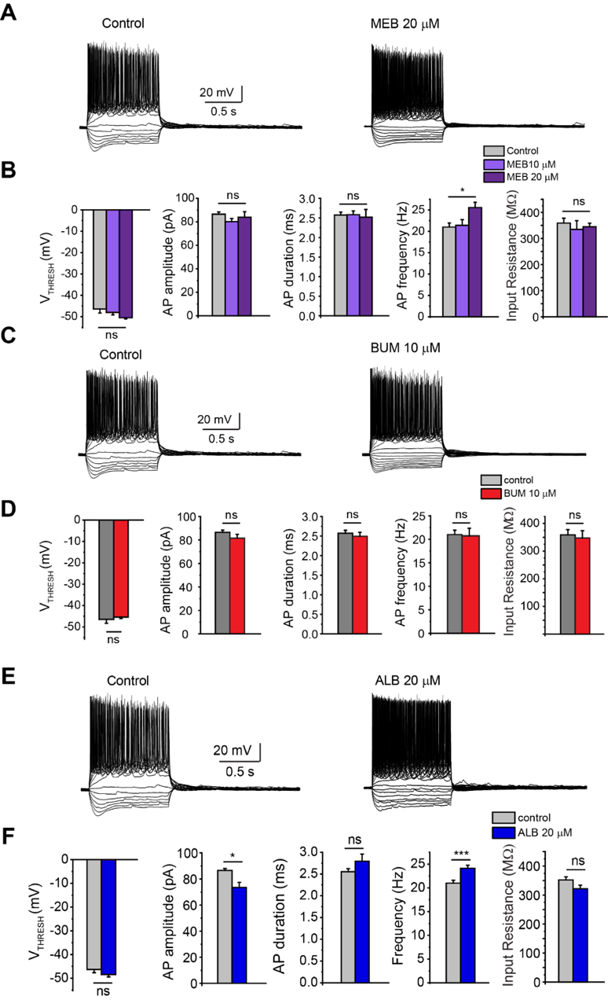 A
Control
MEB 20 μM
20 mV
0.5 s
Control
MEB10 μM
MEB 20 μM
B
0
-10
-20
-30
-40
-50
VTHRESH (mV)
ns
100
80
60
40
20
0
AP amplitude (pA)
ns
3.0
2.5
2.0
1.5
1.0
0.5
0.0
AP duration (ms)
ns
25
20
15
10
5
0
AP frequency (Hz)
*
400
300
200
100
0
Input Resistance (MΩ)
ns
C
Control
BUM 10 μM
20 mV
0.5 s
control
BUM 10 μM
D
0
-10
-20
-30
-40
-50
VTHRESH (mV)
ns
100
80
60
40
20
0
AP amplitude (pA)
ns
3.0
2.5
2.0
1.5
1.0
0.5
0.0
AP duration (ms)
ns
25
20
15
10
5
0
AP frequency (Hz)
ns
400
300
200
100
0
Input Resistance (MΩ)
ns
E
Control
ALB 20 μM
20 mV
0.5 s
control
ALB 20 μM
F
0
-10
-20
-30
-40
-50
VTHRESH (mV)
ns
100
80
60
40
20
0
AP amplitude (pA)
*
3.0
2.5
2.0
1.5
1.0
0.5
0.0
AP duration (ms)
ns
25
20
15
10
5
0
Frequency (Hz)
***
400
300
200
100
0
Input Resistance (MΩ)
ns